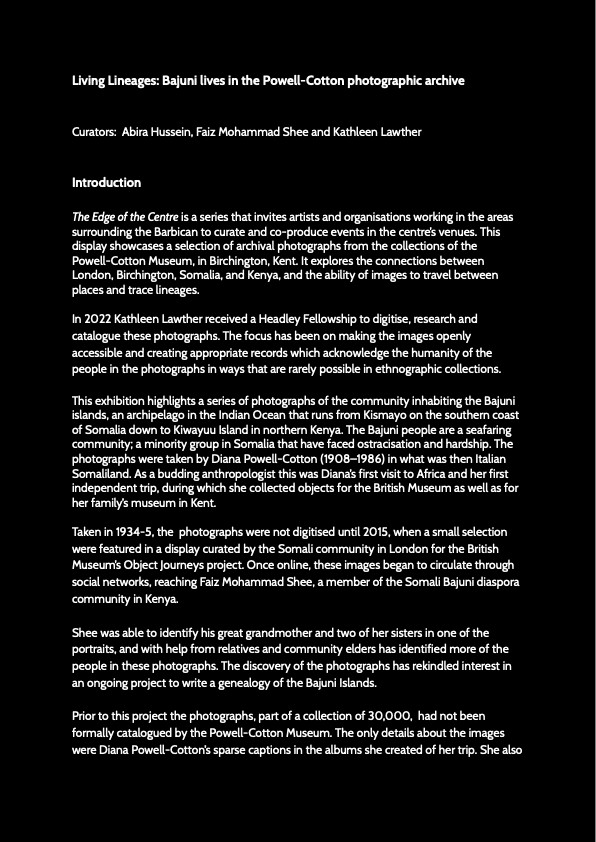 Living Lineages: Bajuni lives in the Powell-Cotton photographic archive
Curators:  Abira Hussein, Faiz Mohammad Shee and Kathleen Lawther
Introduction
The Edge of the Centre is a series that invites artists and organisations working in the areas
surrounding the Barbican to curate and co-produce events in the centre's venues. This
display showcases a selection of archival photographs from the collections of the
Powell-Cotton Museum, in Birchington, Kent. It explores the connections between
London, Birchington, Somalia, and Kenya, and the ability of images to travel between
places and trace lineages.
In 2022 Kathleen Lawther received a Headley Fellowship to digitise, research and
catalogue these photographs. The focus has been on making the images openly
accessible and creating appropriate records which acknowledge the humanity of the
people in the photographs in ways that are rarely possible in ethnographic collections.
This exhibition highlights a series of photographs of the community inhabiting the Bajuni
islands, an archipelago in the Indian Ocean that runs from Kismayo on the southern coast
of Somalia down to Kiwayuu Island in northern Kenya. The Bajuni people are a seafaring
community; a minority group in Somalia that have faced ostracisation and hardship. The
photographs were taken by Diana Powell-Cotton (1908–1986) in what was then Italian
Somaliland. As a budding anthropologist this was Diana's first visit to Africa and her first
independent trip, during which she collected objects for the British Museum as well as for
her family's museum in Kent.
Taken in 1934-5, the  photographs were not digitised until 2015, when a small selection
were featured in a display curated by the Somali community in London for the British
Museum's Object Journeys project. Once online, these images began to circulate through
social networks, reaching Faiz Mohammad Shee, a member of the Somali Bajuni diaspora
community in Kenya.
Shee was able to identify his great grandmother and two of her sisters in one of the
portraits, and with help from relatives and community elders has identified more of the
people in these photographs. The discovery of the photographs has rekindled interest in
an ongoing project to write a genealogy of the Bajuni Islands.
Prior to this project the photographs, part of a collection of 30,000,  had not been
formally catalogued by the Powell-Cotton Museum. The only details about the images
were Diana Powell-Cotton's sparse captions in the albums she created of her trip. She also